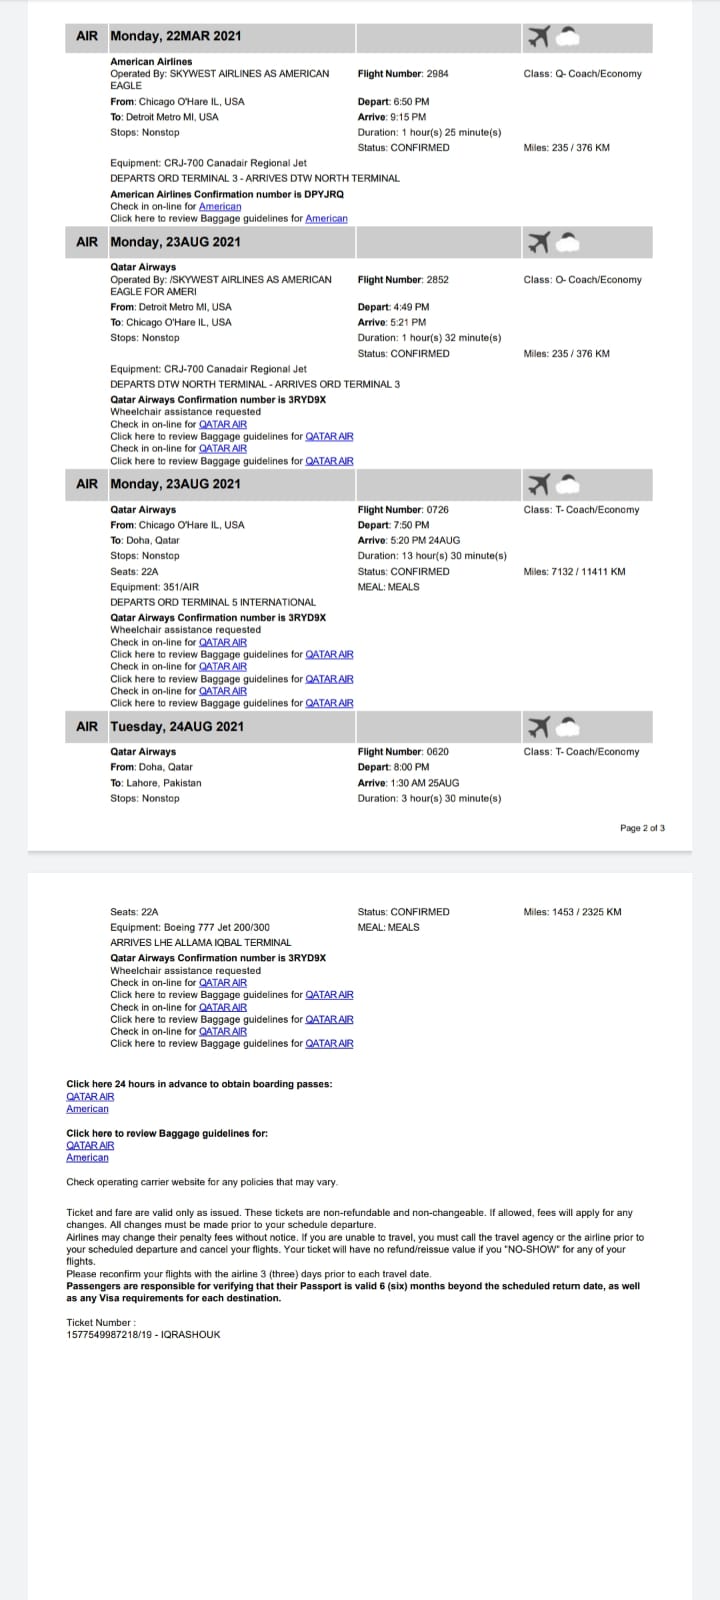 AIR Monday, 22MAR 2021
American Airlines
Operated By: SKYWEST AIRLINES AS AMERICAN EAGLE Flight Number: 2984 Class: Q- Coach/Economy
From: Chicago O'Hare IL, USA Depart: 6:50 PM
To: Detroit Metro MI, USA Arrive: 9:15 PM
Stops: Nonstop Duration: 1 hour(s) 25 minute(s)
Status: CONFIRMED Miles: 235 / 376 KM
Equipment: CRJ-700 Canadair Regional Jet
DEPARTS ORD TERMINAL 3 - ARRIVES DTW NORTH TERMINAL
American Airlines Confirmation number is DPYJRQ
Check in on-line for American
Click here to review Baggage guidelines for American
AIR Monday, 23AUG 2021
Qatar Airways
Operated By: /SKYWEST AIRLINES AS AMERICAN EAGLE FOR AMERI Flight Number: 2852 Class: O- Coach/Economy
From: Detroit Metro MI, USA Depart: 4:49 PM
To: Chicago O'Hare IL, USA Arrive: 5:21 PM
Stops: Nonstop Duration: 1 hour(s) 32 minute(s)
Status: CONFIRMED Miles: 235 / 376 KM
Equipment: CRJ-700 Canadair Regional Jet
DEPARTS DTW NORTH TERMINAL - ARRIVES ORD TERMINAL 3
Qatar Airways Confirmation number is 3RYD9X
Wheelchair assistance requested
Check in on-line for QATAR AIR
Click here to review Baggage guidelines for QATAR AIR
Check in on-line for QATAR AIR
Click here to review Baggage guidelines for QATAR AIR
AIR Monday, 23AUG 2021
Qatar Airways Flight Number: 0726 Class: T- Coach/Economy
From: Chicago O'Hare IL, USA Depart: 7:50 PM
To: Doha, Qatar Arrive: 5:20 PM 24AUG
Stops: Nonstop Duration: 13 hour(s) 30 minute(s)
Seats: 22A Status: CONFIRMED Miles: 7132 / 11411 KM
Equipment: 351/AIR MEAL: MEALS
DEPARTS ORD TERMINAL 5 INTERNATIONAL
Qatar Airways Confirmation number is 3RYD9X
Wheelchair assistance requested
Check in on-line for QATAR AIR
Click here to review Baggage guidelines for QATAR AIR
Check in on-line for QATAR AIR
Click here to review Baggage guidelines for QATAR AIR
Check in on-line for QATAR AIR
Click here to review Baggage guidelines for QATAR AIR
AIR Tuesday, 24AUG 2021
Qatar Airways Flight Number: 0620 Class: T- Coach/Economy
From: Doha, Qatar Depart: 8:00 PM
To: Lahore, Pakistan Arrive: 1:30 AM 25AUG
Stops: Nonstop Duration: 3 hour(s) 30 minute(s)
Page 2 of 3
Seats: 22A Status: CONFIRMED Miles: 1453 / 2325 KM
Equipment: Boeing 777 Jet 200/300 MEAL: MEALS
ARRIVES LHE ALLAMA IQBAL TERMINAL
Qatar Airways Confirmation number is 3RYD9X
Wheelchair assistance requested
Check in on-line for QATAR AIR
Click here to review Baggage guidelines for QATAR AIR
Check in on-line for QATAR AIR
Click here to review Baggage guidelines for QATAR AIR
Check in on-line for QATAR AIR
Click here to review Baggage guidelines for QATAR AIR
Click here 24 hours in advance to obtain boarding passes:
QATAR AIR
American
Click here to review Baggage guidelines for:
QATAR AIR
American
Check operating carrier website for any policies that may vary.
Ticket and fare are valid only as issued. These tickets are non-refundable and non-changeable. If allowed, fees will apply for any
changes. All changes must be made prior to your schedule departure.
Airlines may change their penalty fees without notice. If you are unable to travel, you must call the travel agency or the airline prior to
your scheduled departure and cancel your flights. Your ticket will have no refund/reissue value if you "NO-SHOW" for any of your
flights.
Please reconfirm your flights with the airline 3 (three) days prior to each travel date.
Passengers are responsible for verifying that their Passport is valid 6 (six) months beyond the scheduled return date, as well
as any Visa requirements for each destination.
Ticket Number :
1577549987218/19 - IQRASHOUK